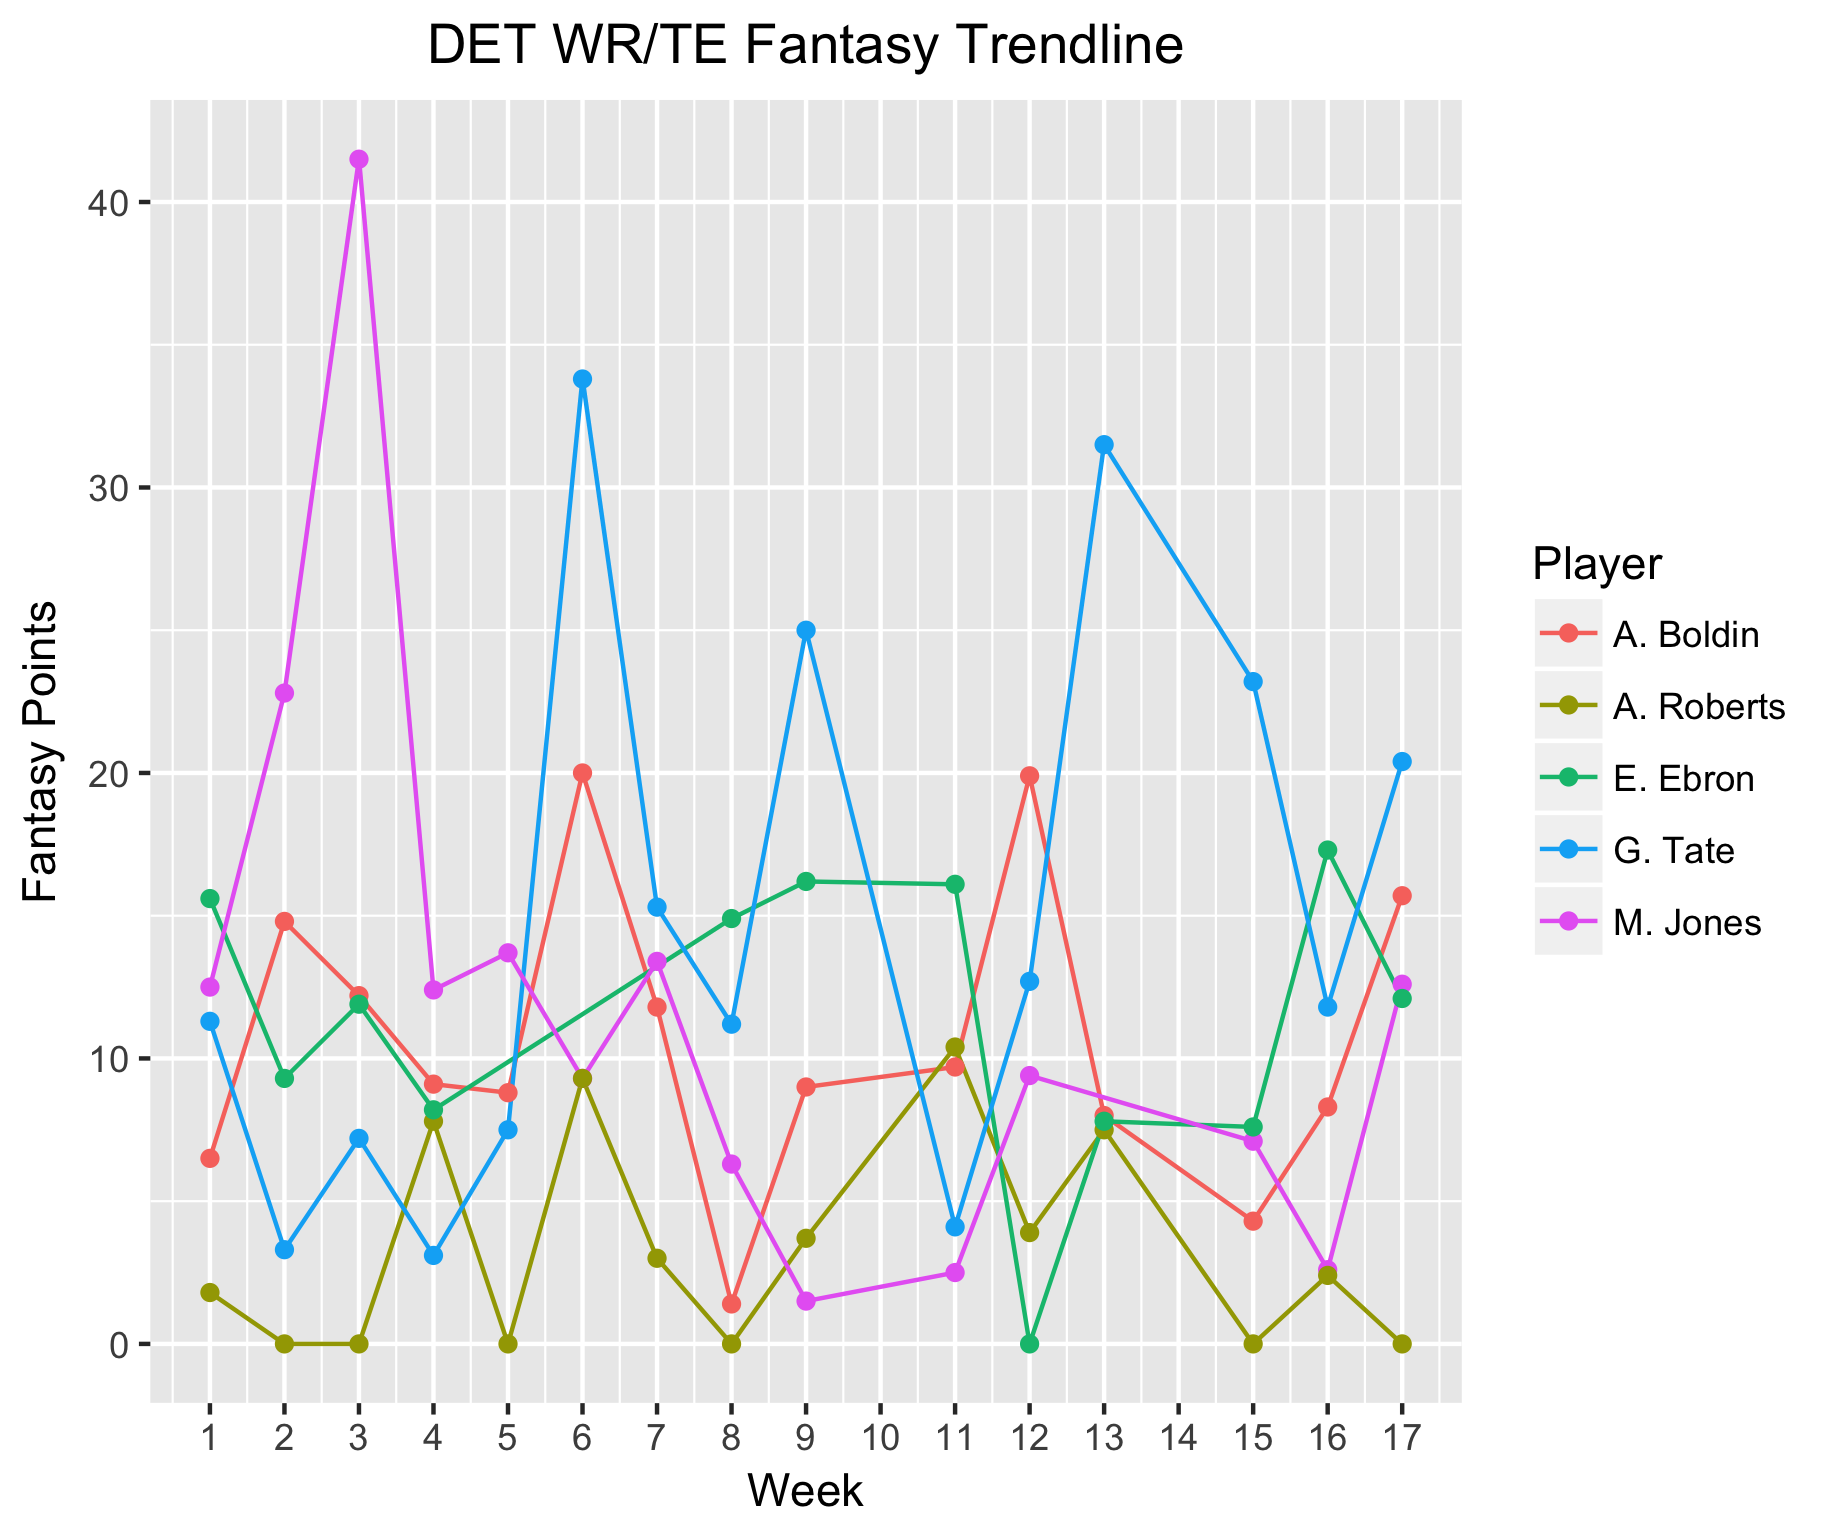 DET WR/TE Fantasy Trendline
Fantasy Points
40
30
20
10
0
1 2 3 4 5 6 7 8 9 10 11 12 13 14 15 16 17
Week
Player
A. Boldin
A. Roberts
E. Ebron
G. Tate
M. Jones